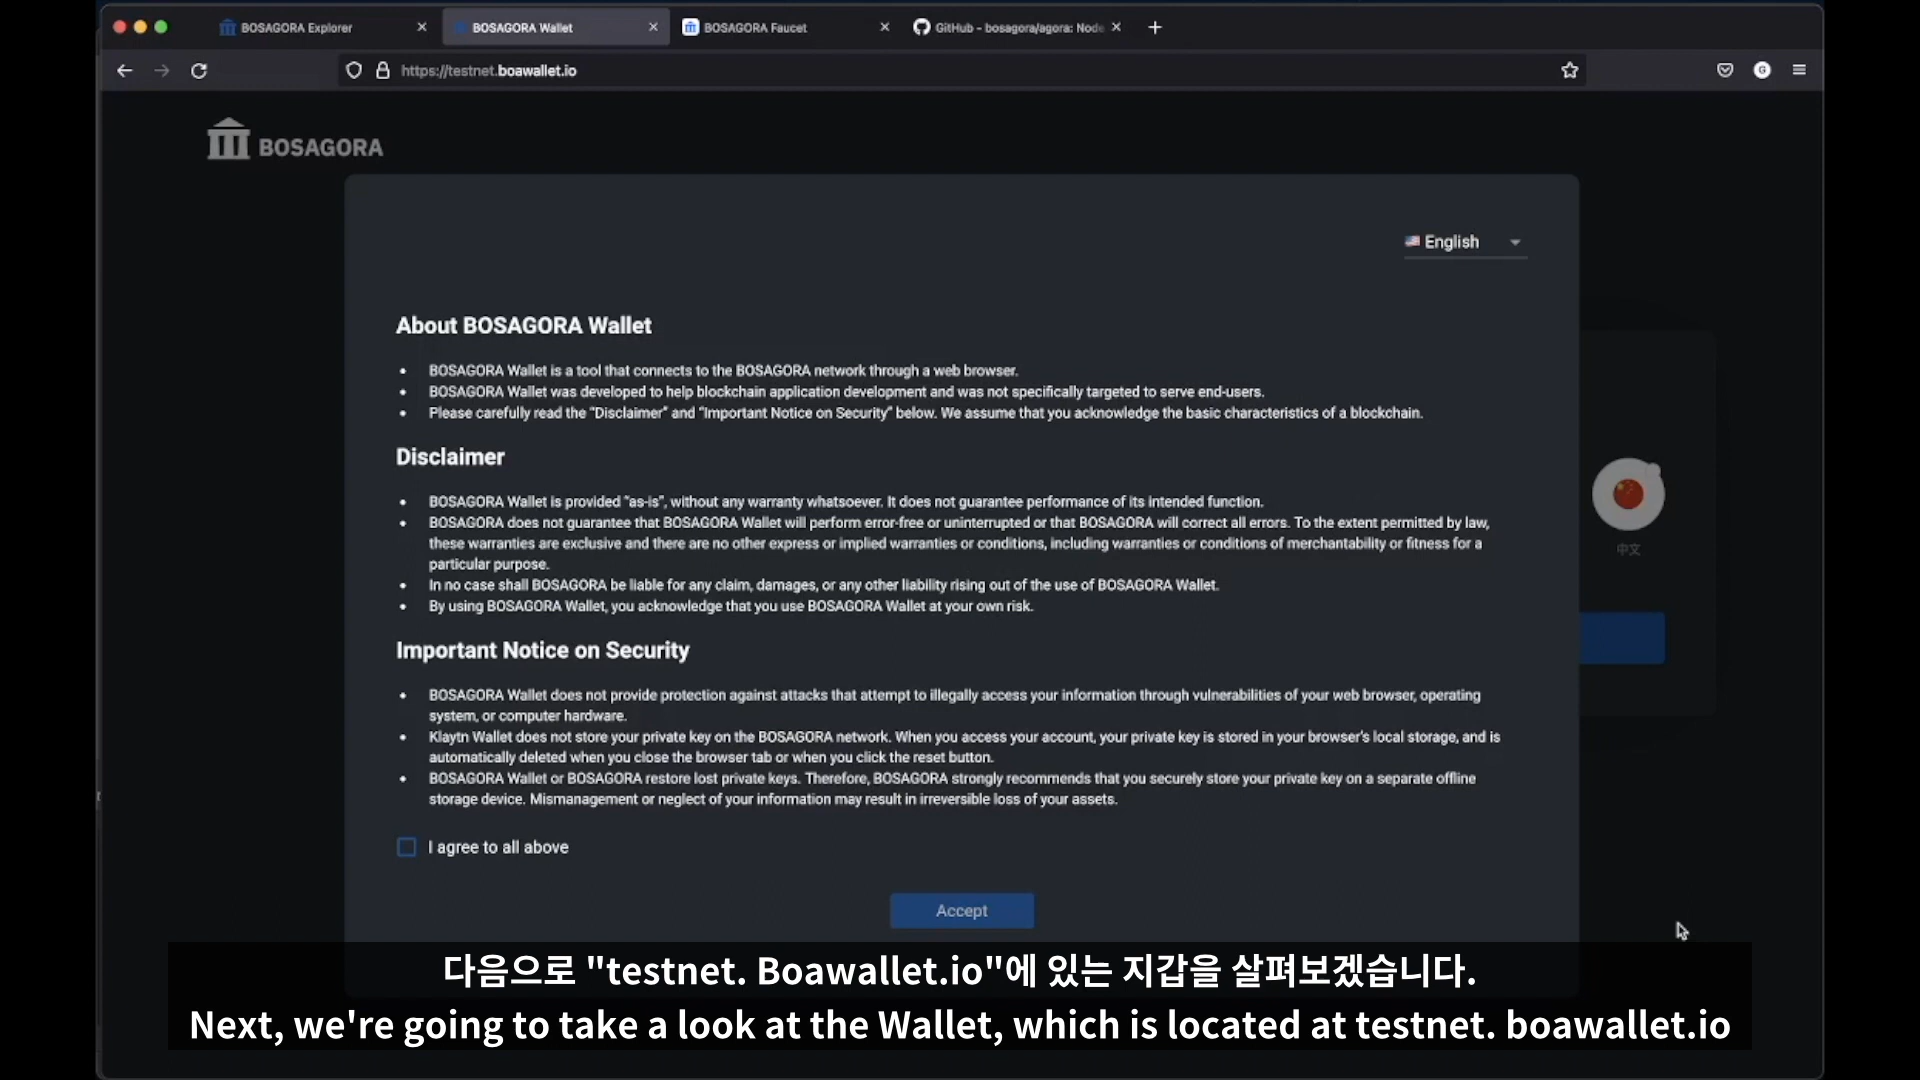 BOSAGORA Explorer
BOSAGORA Wallet
BOSAGORA Faucet
GitHub - bosagora/agora: Node
https://testnet.boawallet.io
BOSAGORA
English
About BOSAGORA Wallet
• BOSAGORA Wallet is a tool that connects to the BOSAGORA network through a web browser.
• BOSAGORA Wallet was developed to help blockchain application development and was not specifically targeted to serve end-users.
• Please carefully read the “Disclaimer” and “Important Notice on Security” below. We assume that you acknowledge the basic characteristics of a blockchain.
Disclaimer
• BOSAGORA Wallet is provided “as-is”, without any warranty whatsoever. It does not guarantee performance of its intended function.
• BOSAGORA does not guarantee that BOSAGORA Wallet will perform error-free or uninterrupted or that BOSAGORA will correct all errors. To the extent permitted by law,
these warranties are exclusive and there are no other express or implied warranties or conditions, including warranties or conditions of merchantability or fitness for a
particular purpose.
• In no case shall BOSAGORA be liable for any claim, damages, or any other liability rising out of the use of BOSAGORA Wallet.
• By using BOSAGORA Wallet, you acknowledge that you use BOSAGORA Wallet at your own risk.
Important Notice on Security
• BOSAGORA Wallet does not provide protection against attacks that attempt to illegally access your information through vulnerabilities of your web browser, operating
system, or computer hardware.
• Klaytn Wallet does not store your private key on the BOSAGORA network. When you access your account, your private key is stored in your browser's local storage, and is
automatically deleted when you close the browser tab or when you click the reset button.
• BOSAGORA Wallet or BOSAGORA restore lost private keys. Therefore, BOSAGORA strongly recommends that you securely store your private key on a separate offline
storage device. Mismanagement or neglect of your information may result in irreversible loss of your assets.
I agree to all above
Accept
中文
다음으로 "testnet. Boawallet.io"에 있는 지갑을 살펴보겠습니다.
Next, we're going to take a look at the Wallet, which is located at testnet. boawallet.io